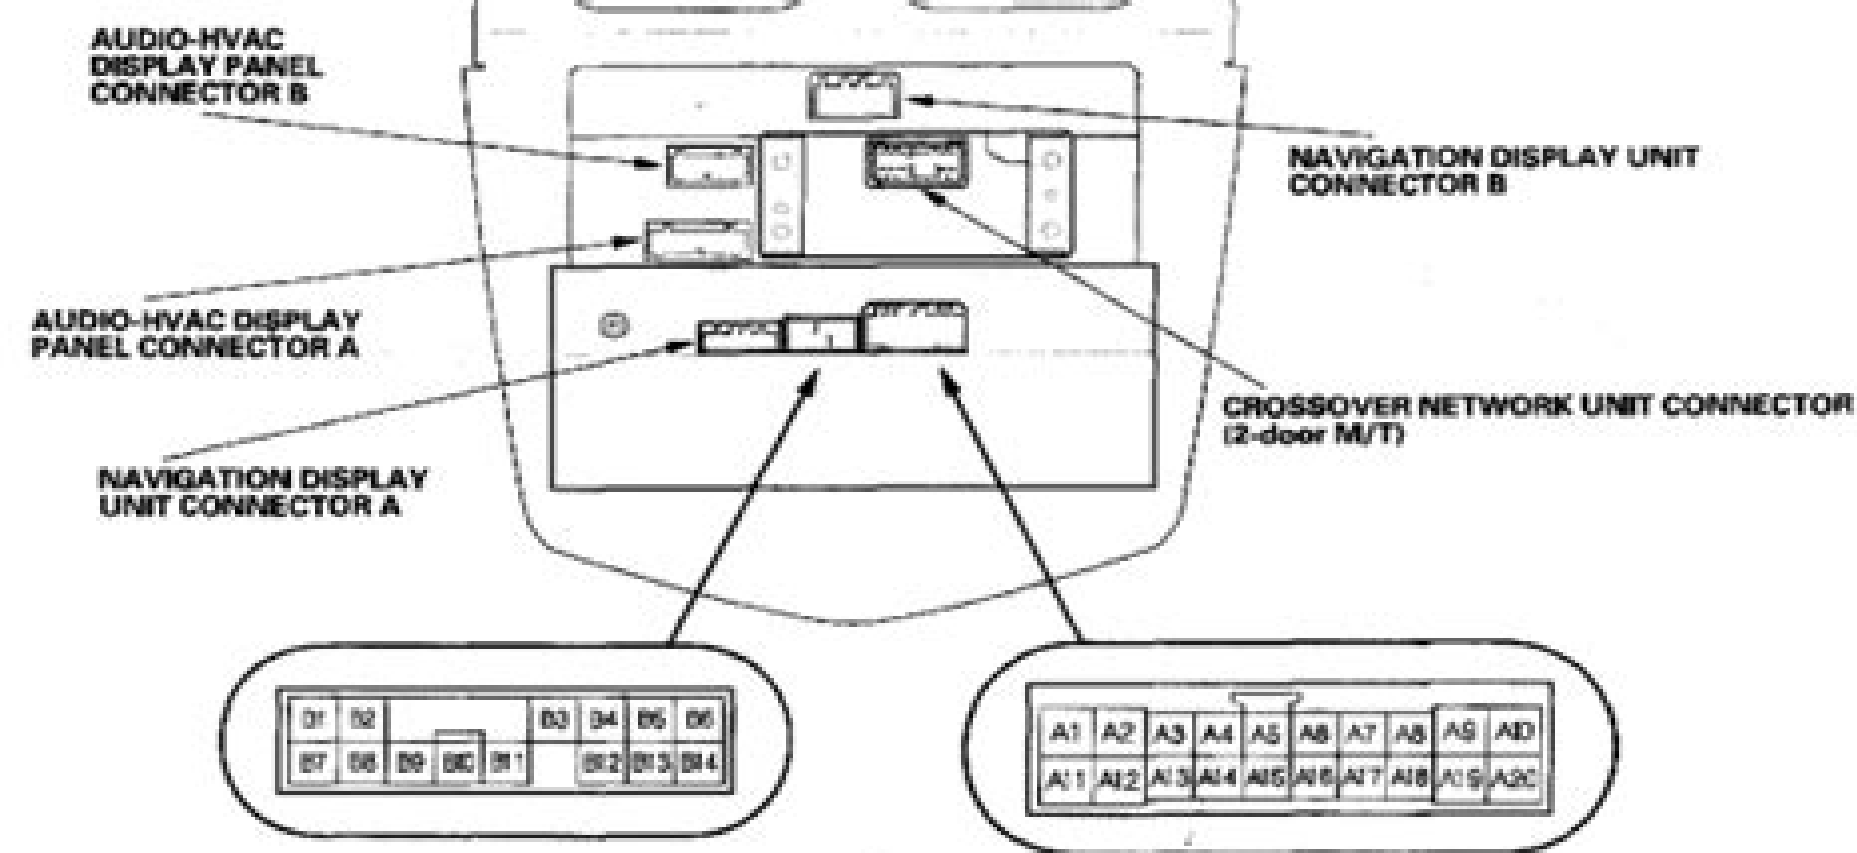 AUDIO-HVAC
DISPLAY PANEL
CONNECTOR B
NAVIGATION DISPLAY UNIT
CONNECTOR B
AUDIO-HVAC DISPLAY
PANEL CONNECTOR A
CROSSOVER NETWORK UNIT CONNECTOR
(2-door M/T)
NAVIGATION DISPLAY
UNIT CONNECTOR A
B1 B2 B3 B4 B5 B6
B7 B8 B9 B10 B11 B12 B13 B14
A1 A2 A3 A4 A5 A6 A7 A8 A9 A10
A11 A12 A13 A14 A15 A16 A17 A18 A19 A20